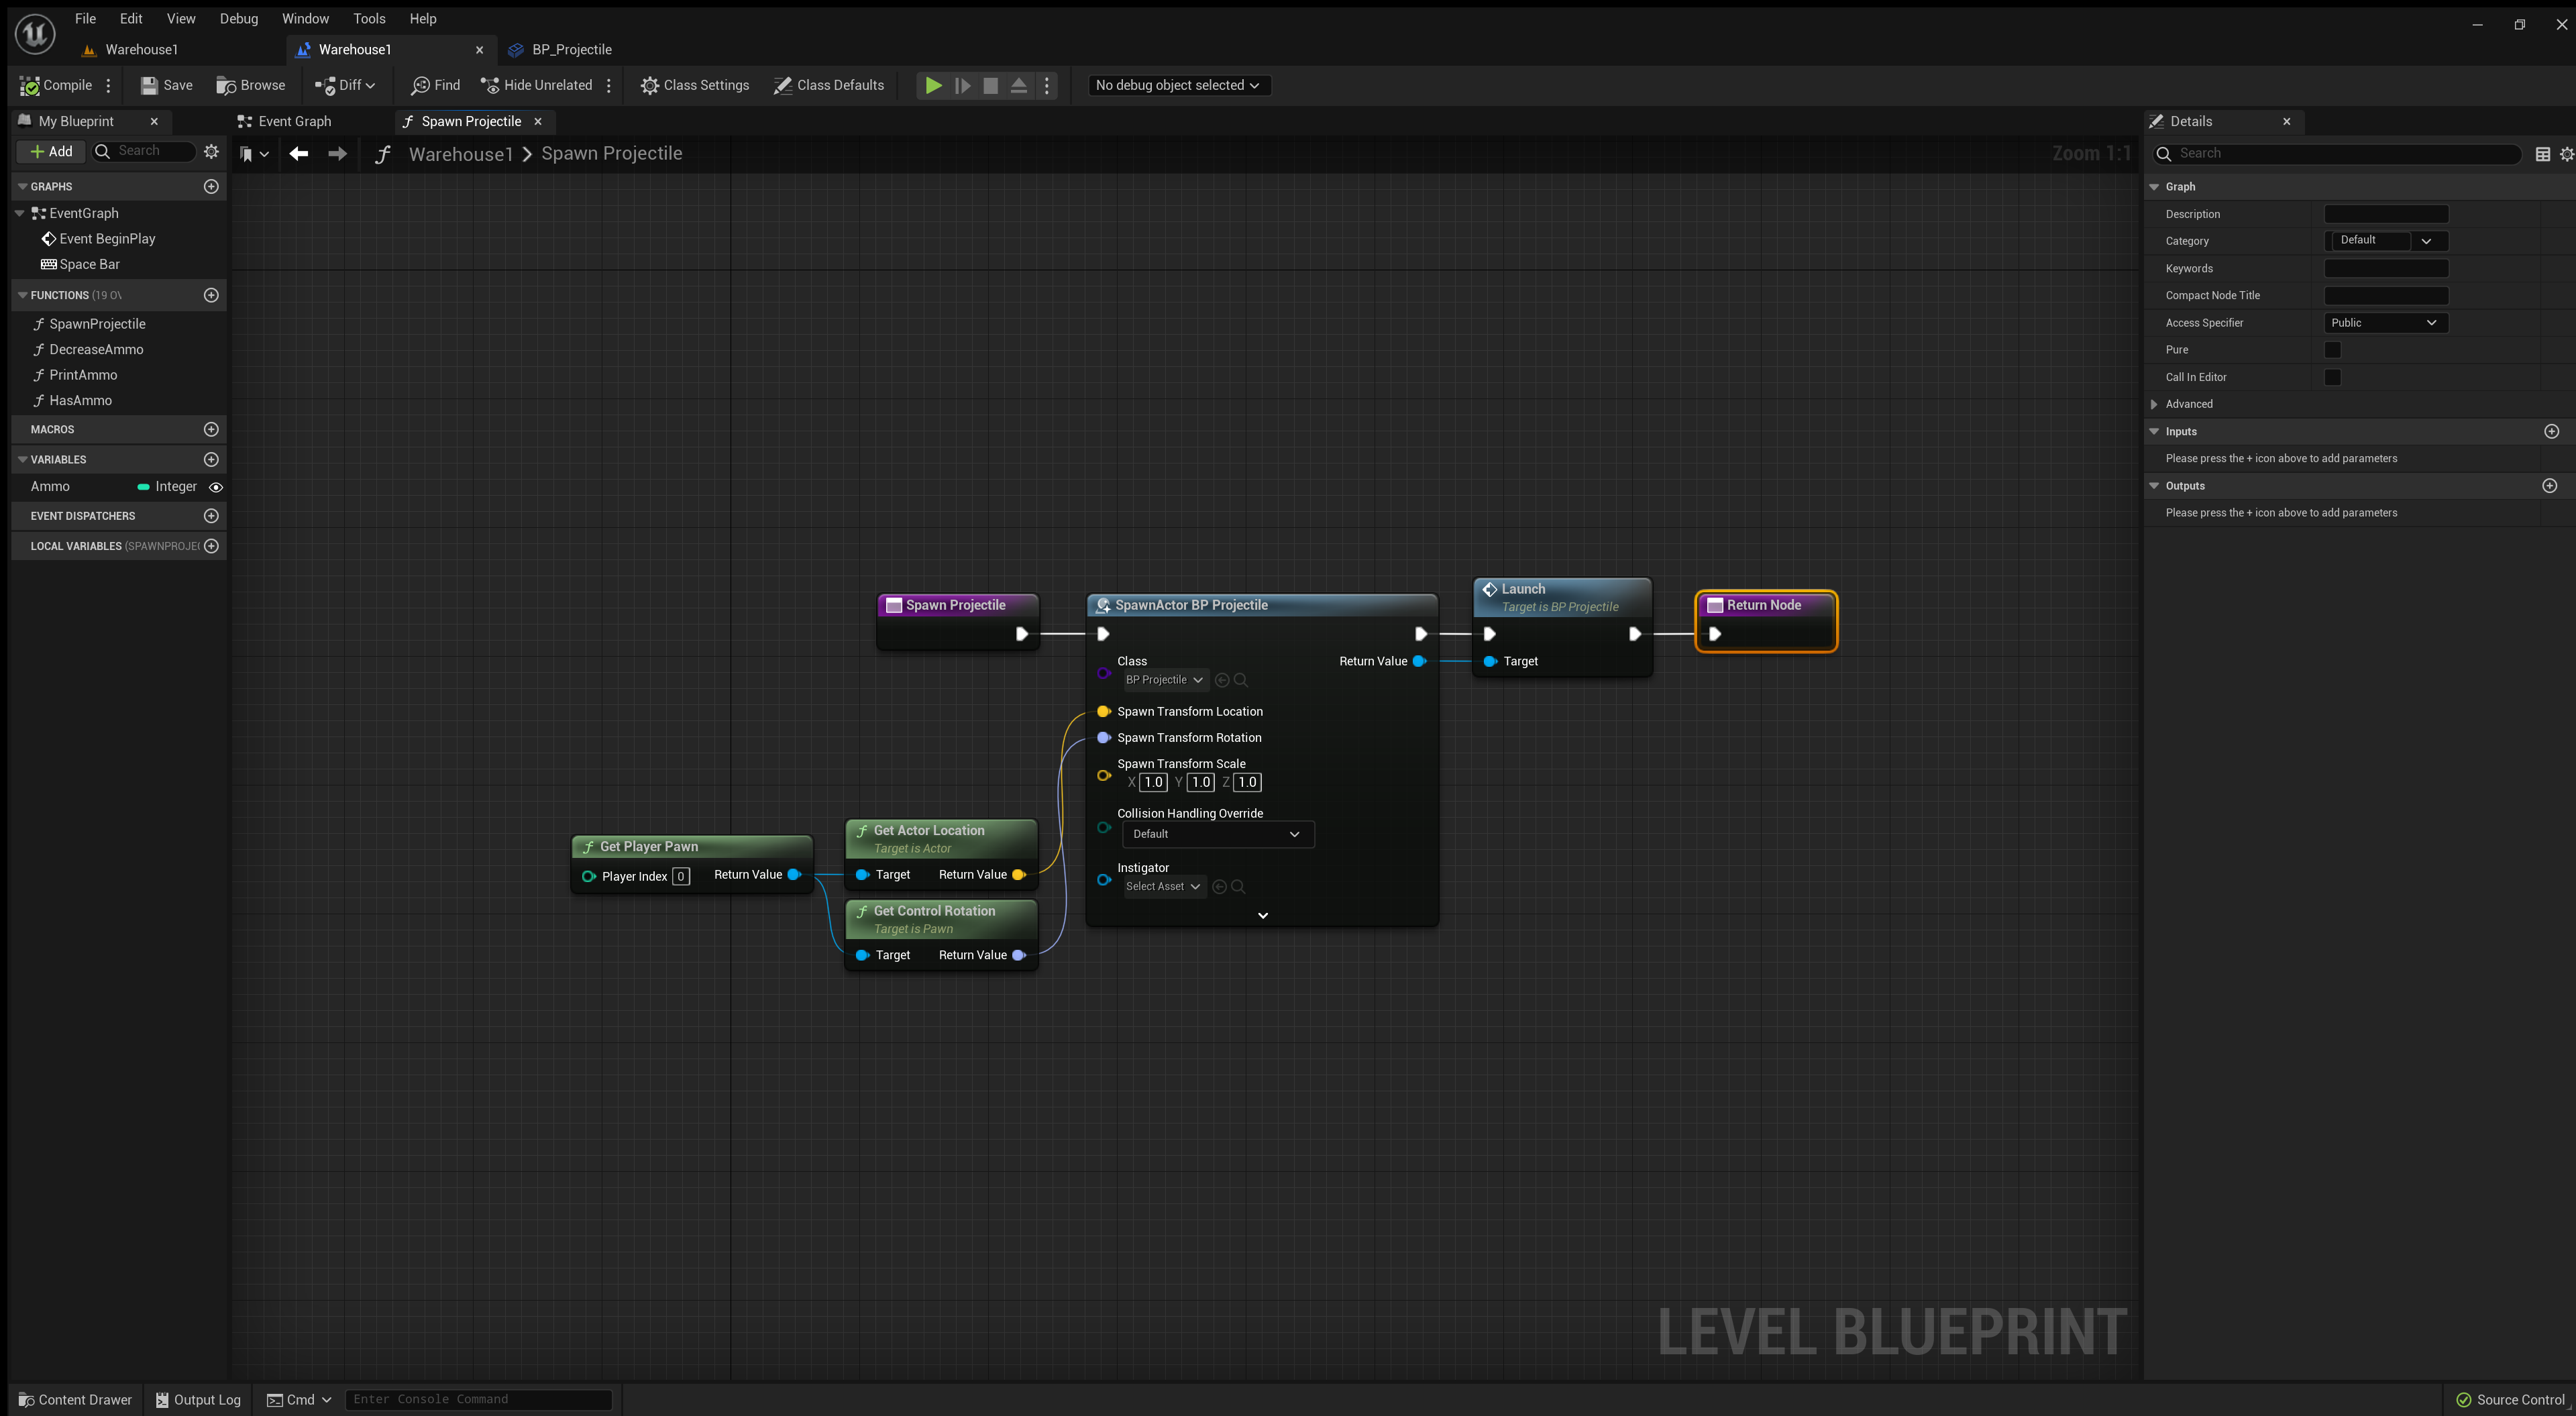 File Edit View Debug Window Tools Help
Warehouse1 Warehouse1 BP_Projectile
Compile Save Browse Diff Find Hide Unrelated Class Settings Class Defaults No debug object selected
My Blueprint Event Graph Spawn Projectile Details
Add Search Warehouse1 Spawn Projectile Zoom 1:1 Search
GRAPHS
EventGraph
Event BeginPlay
Space Bar
FUNCTIONS (19 OV
SpawnProjectile
DecreaseAmmo
PrintAmmo
HasAmmo
MACROS
VARIABLES
Ammo Integer
EVENT DISPATCHERS
LOCAL VARIABLES (SPAWNPROJEC
Spawn Projectile
SpawnActor BP Projectile
Class
BP Projectile
Return Value
Spawn Transform Location
Spawn Transform Rotation
Spawn Transform Scale
X 1.0 Y 1.0 Z 1.0
Collision Handling Override
Default
Instigator
Select Asset
Launch
Target is BP Projectile
Target
Return Node
Get Player Pawn
Player Index 0 Return Value
Get Actor Location
Target is Actor
Target Return Value
Get Control Rotation
Target is Pawn
Target Return Value
LEVEL BLUEPRINT
Graph
Description
Category Default
Keywords
Compact Node Title
Access Specifier Public
Pure
Call In Editor
Advanced
Inputs
Please press the + icon above to add parameters
Outputs
Please press the + icon above to add parameters
Content Drawer Output Log Cmd Enter Console Command Source Control